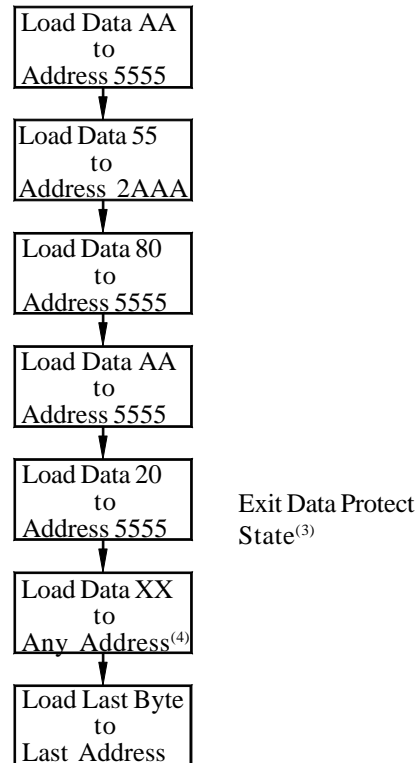 Load Data AA
to
Address 5555
Load Data 55
to
Address 2AAA
Load Data 80
to
Address 5555
Load Data AA
to
Address 5555
Load Data 20
to
Address 5555
Exit Data Protect
State(3)
Load Data XX
to
Any Address(4)
Load Last Byte
to
Last Address